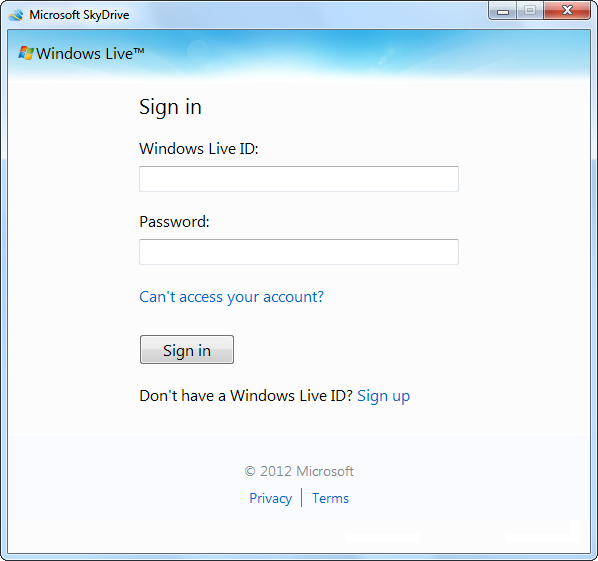 Microsoft SkyDrive
Windows Live™
Sign in
Windows Live ID:
Password:
Can't access your account?
Sign in
Don't have a Windows Live ID? Sign up
© 2012 Microsoft
Privacy | Terms